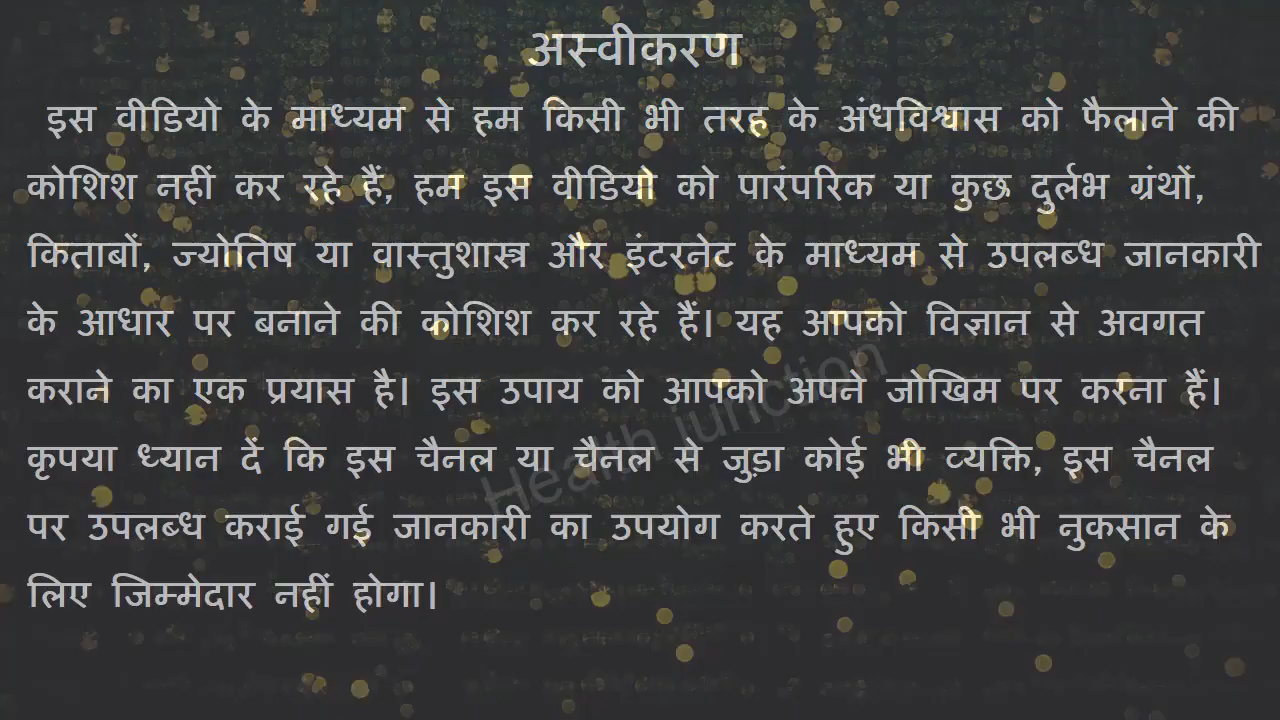 अस्वीकरण
इस वीडियो के माध्यम से हम किसी भी तरह के अंधविश्वास को फैलाने की
कोशिश नहीं कर रहे हैं, हम इस वीडियो को पारंपरिक या कुछ दुर्लभ ग्रंथों,
किताबों, ज्योतिष या वास्तुशास्त्र और इंटरनेट के माध्यम से उपलब्ध जानकारी
के आधार पर बनाने की कोशिश कर रहे हैं। यह आपको विज्ञान से अवगत
कराने का एक प्रयास है। इस उपाय को आपको अपने जोखिम पर करना हैं।
कृपया ध्यान दें कि इस चैनल या चैनल से जुड़ा कोई भी व्यक्ति, इस चैनल
पर उपलब्ध कराई गई जानकारी का उपयोग करते हुए किसी भी नुकसान के
लिए जिम्मेदार नहीं होगा।
Health junction